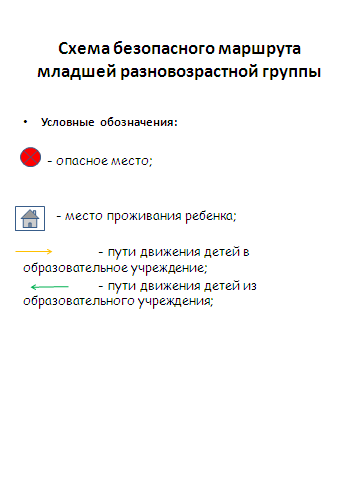 Схема безопасного маршрута
младшей разновозрастной группы
• Условные обозначения:
- опасное место;
- место проживания ребенка;
- пути движения детей в
образовательное учреждение;
- пути движения детей из
образовательного учреждения;